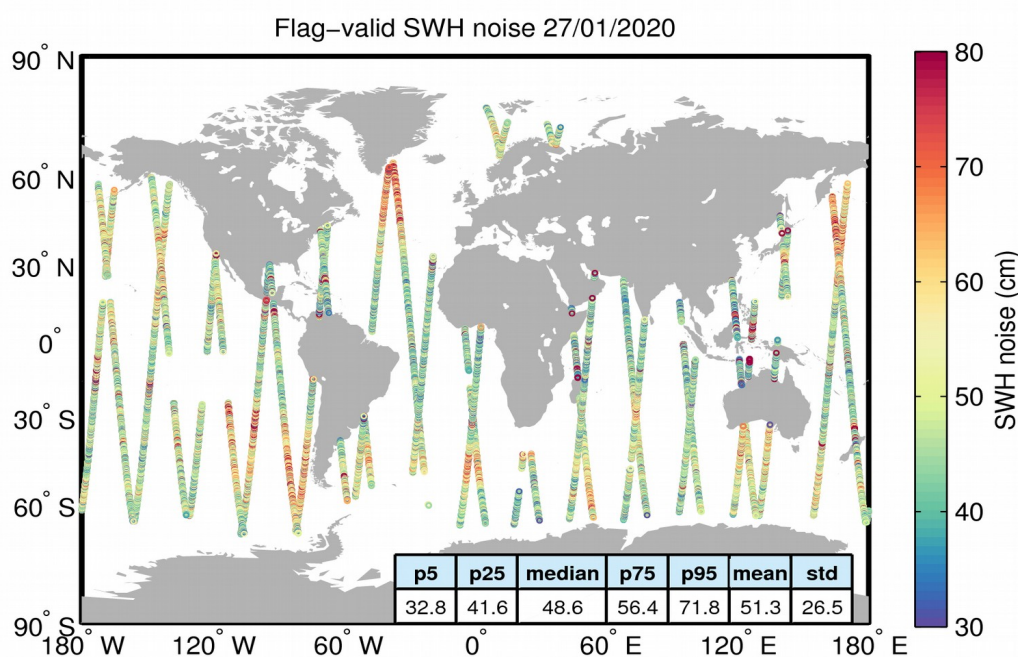 Flag−valid SWH noise 27/01/2020
90° N
60° N
30° N
0°
30° S
60° S
90° S
180° W
120° W
60° W
0°
60° E
120° E
180° E
p5 p25 median p75 p95 mean std
32.8 41.6 48.6 56.4 71.8 51.3 26.5
80
70
60
50
40
30
SWH noise (cm)